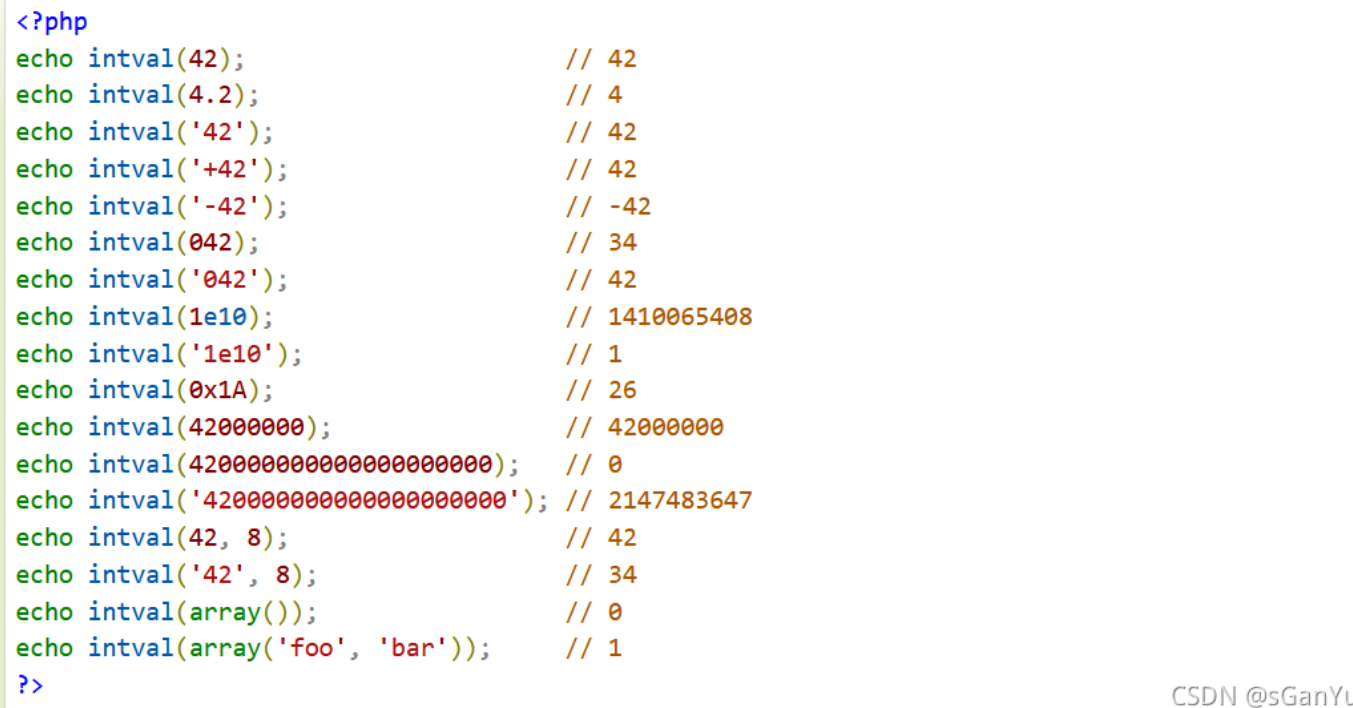 <?php
echo intval(42);                      // 42
echo intval(4.2);                     // 4
echo intval('42');                    // 42
echo intval('+42');                   // 42
echo intval('-42');                   // -42
echo intval(042);                     // 34
echo intval('042');                   // 42
echo intval(1e10);                    // 1410065408
echo intval('1e10');                  // 1
echo intval(0x1A);                    // 26
echo intval(42000000);                // 42000000
echo intval(420000000000000000000);   // 0
echo intval('420000000000000000000'); // 2147483647
echo intval(42, 8);                   // 42
echo intval('42', 8);                 // 34
echo intval(array());                 // 0
echo intval(array('foo', 'bar'));     // 1
?>
CSDN @sGanYu